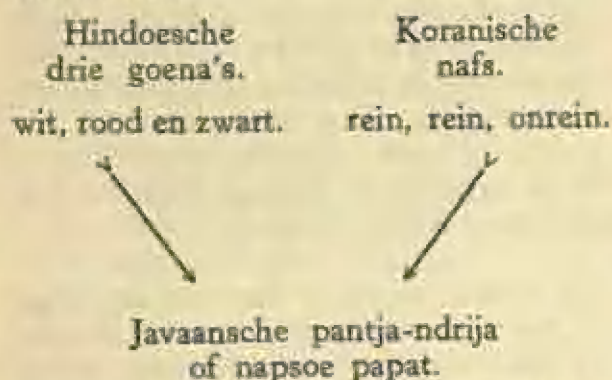 Hindoesche
drie goena's.
wit, rood en zwart.
Koranische
nafs.
rein, rein, onrein.
Javaansche pantja-ndrija
of napsoe papat.